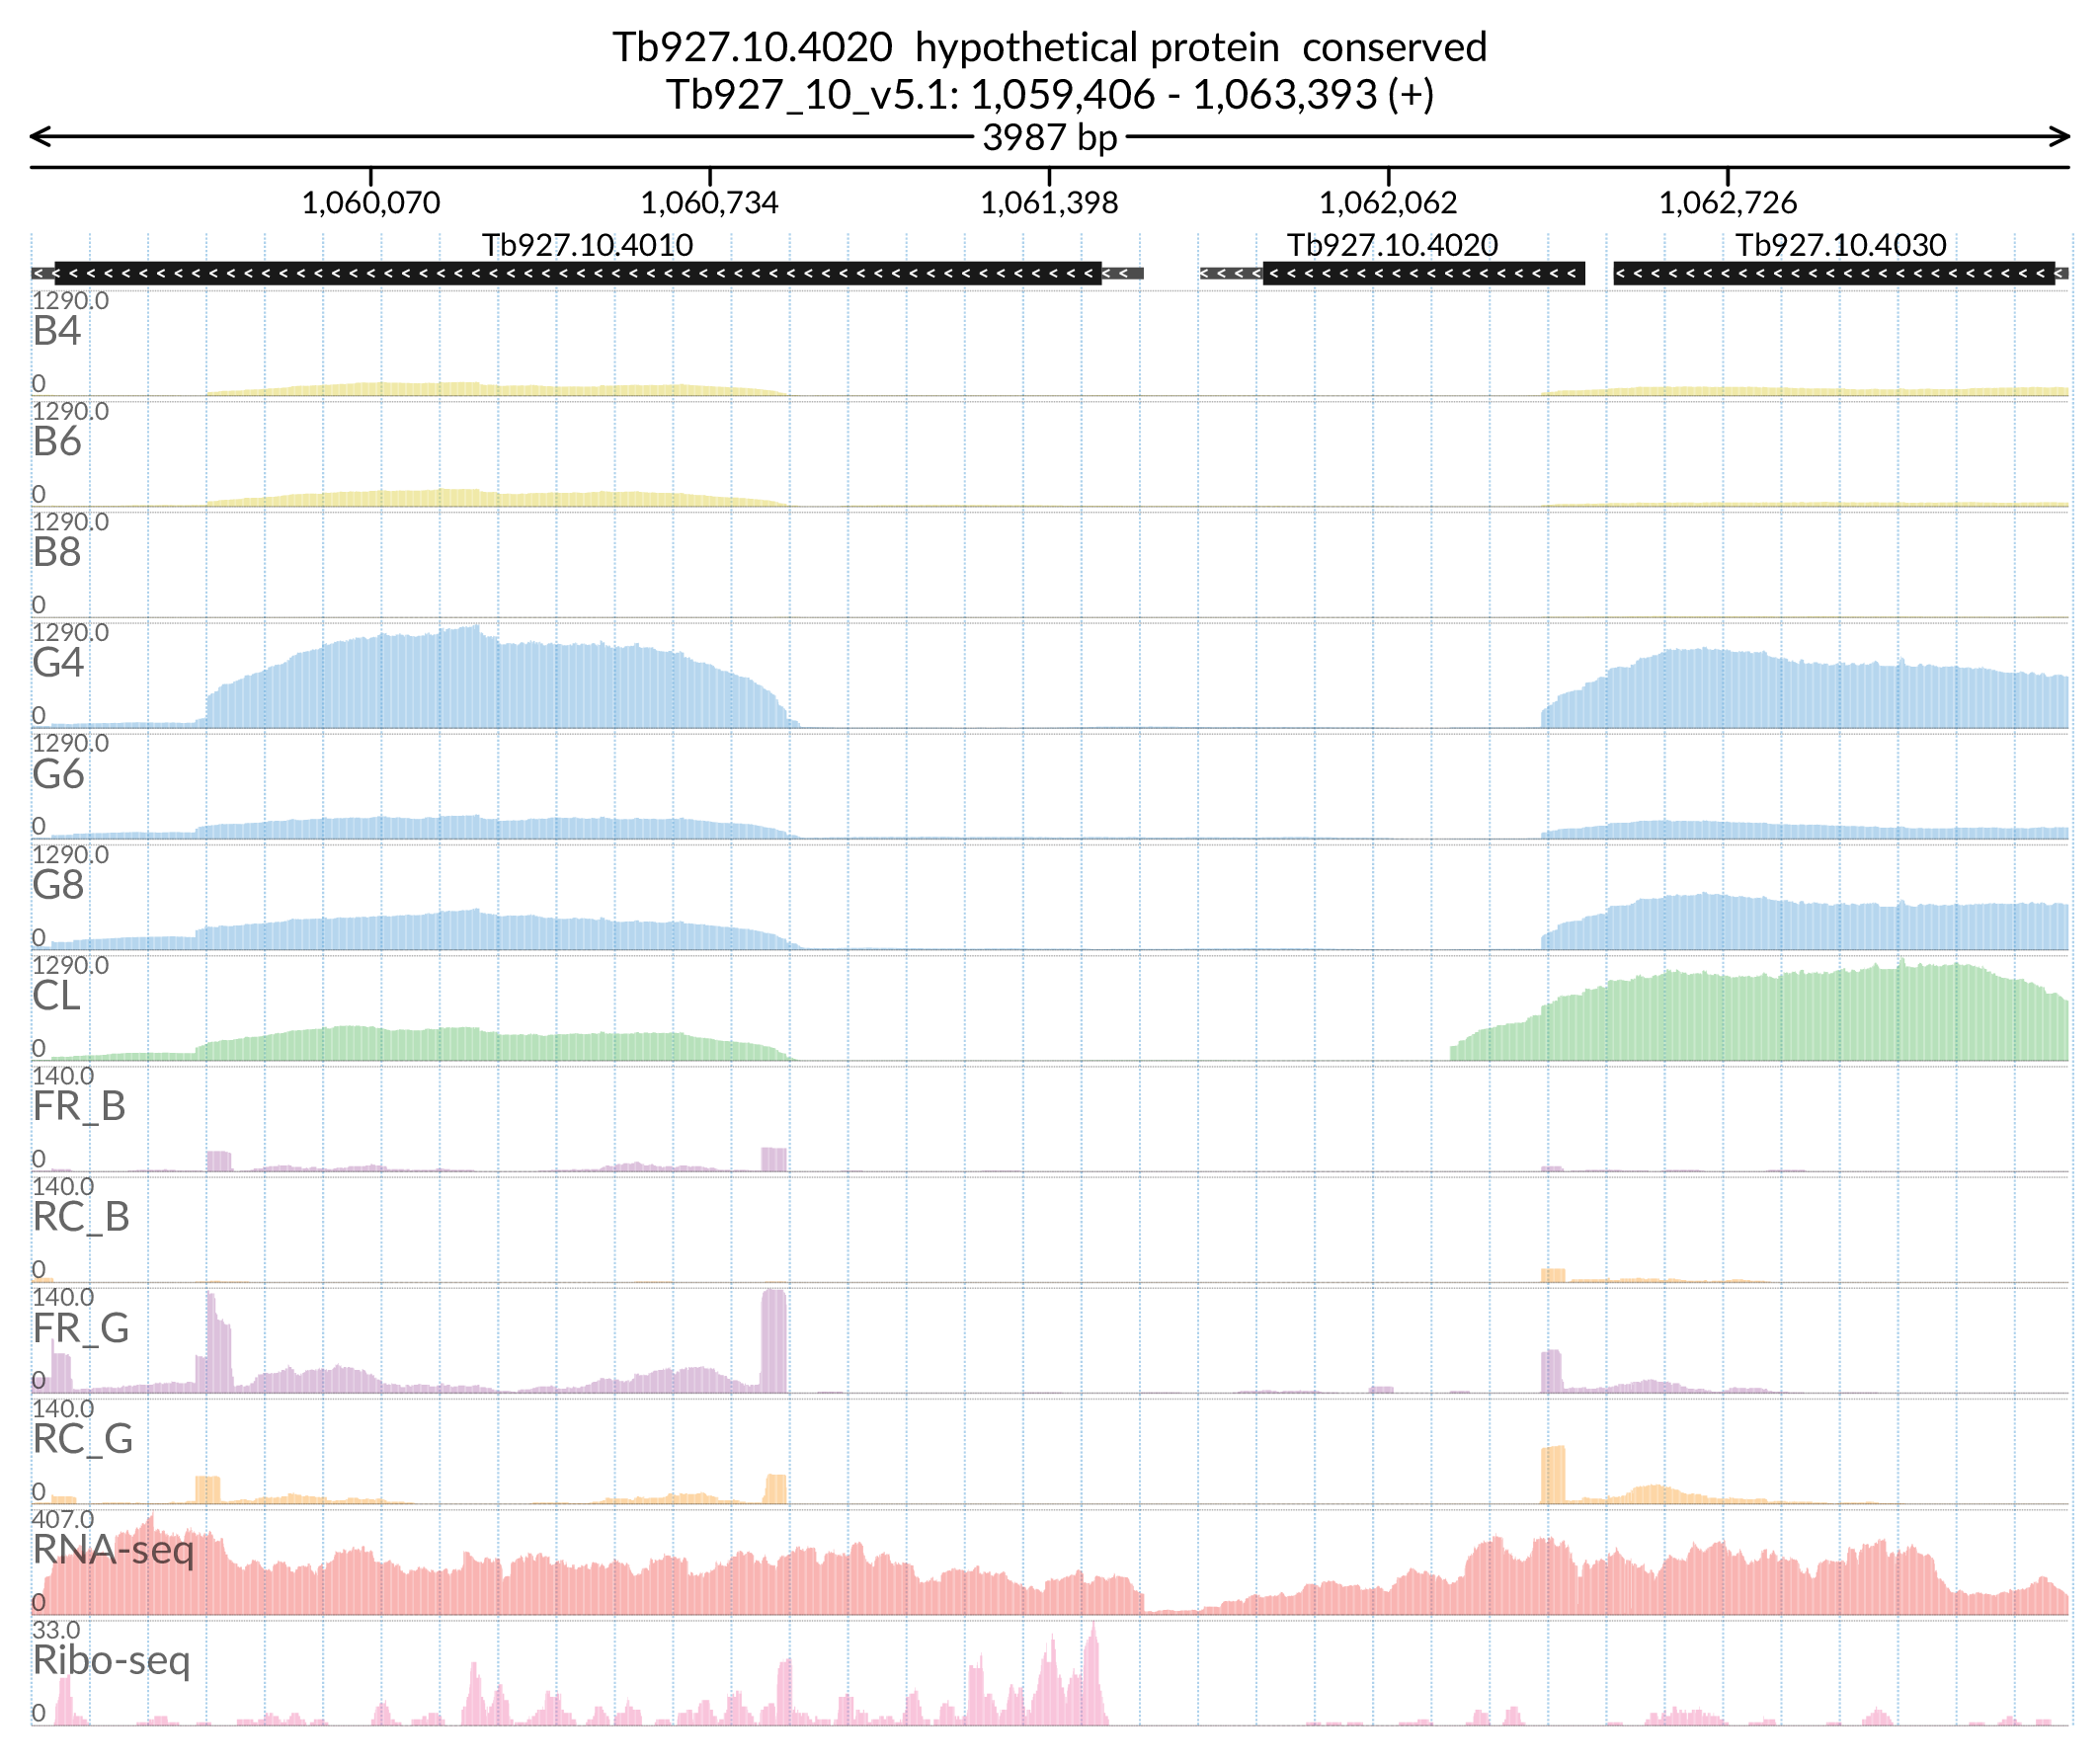 Tb927.10.4020 hypothetical protein conserved
Tb927_10_v5.1: 1,059,406 - 1,063,393 (+)
3987 bp
1,060,070 1,060,734 1,061,398 1,062,062 1,062,726
Tb927.10.4010 Tb927.10.4020 Tb927.10.4030
1290.0
B4
0
1290.0
B6
0
1290.0
B8
0
1290.0
G4
0
1290.0
G6
0
1290.0
G8
0
1290.0
CL
0
140.0
FR_B
0
140.0
RC_B
0
140.0
FR_G
0
140.0
RC_G
0
407.0
RNA-seq
0
33.0
Ribo-seq
0